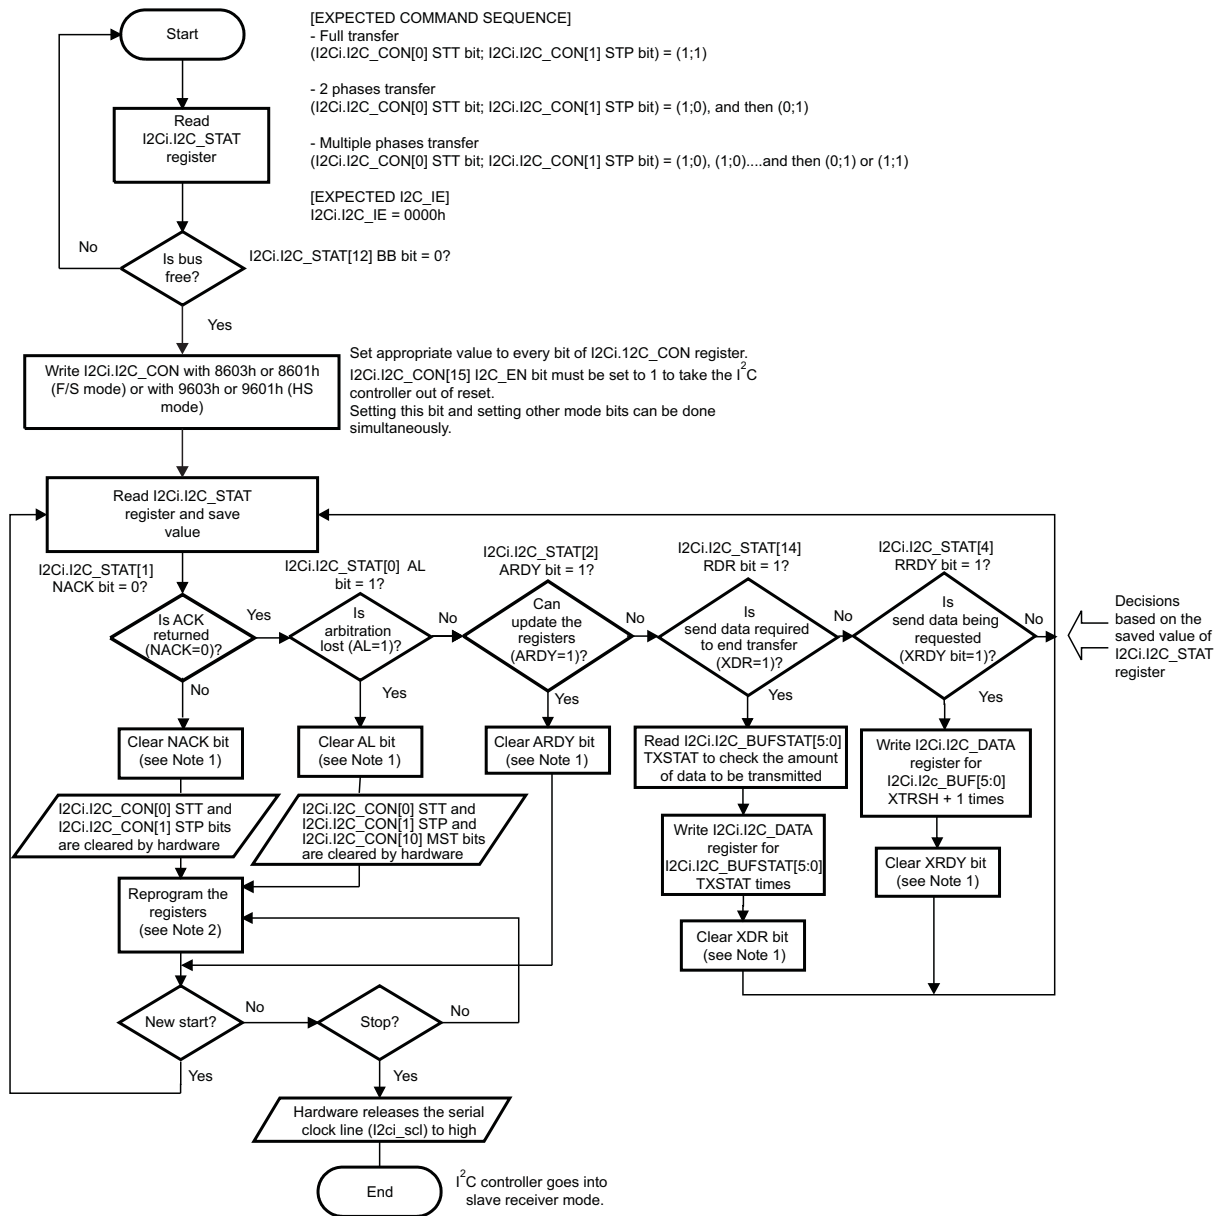 Start
[EXPECTED COMMAND SEQUENCE]
- Full transfer
(I2Ci.I2C_CON[0] STT bit; I2Ci.I2C_CON[1] STP bit) = (1;1)
- 2 phases transfer
(I2Ci.I2C_CON[0] STT bit; I2Ci.I2C_CON[1] STP bit) = (1;0), and then (0;1)
- Multiple phases transfer
(I2Ci.I2C_CON[0] STT bit; I2Ci.I2C_CON[1] STP bit) = (1;0), (1;0)....and then (0;1) or (1;1)
[EXPECTED I2C_IE]
I2Ci.I2C_IE = 0000h
Read
I2Ci.I2C_STAT
register
No
Is bus
free?
I2Ci.I2C_STAT[12] BB bit = 0?
Yes
Write I2Ci.I2C_CON with 8603h or 8601h
(F/S mode) or with 9603h or 9601h (HS
mode)
Set appropriate value to every bit of I2Ci.12C_CON register.
I2Ci.I2C_CON[15] I2C_EN bit must be set to 1 to take the I2C
controller out of reset.
Setting this bit and setting other mode bits can be done
simultaneously.
Read I2Ci.I2C_STAT
register and save
value
I2Ci.I2C_STAT[1]
NACK bit = 0?
Is ACK
returned
(NACK=0)?
Yes
No
I2Ci.I2C_STAT[0] AL
bit = 1?
Is
arbitration
lost (AL=1)?
No
Yes
I2Ci.I2C_STAT[2]
ARDY bit = 1?
Can
update the
registers
(ARDY=1)?
No
Yes
I2Ci.I2C_STAT[14]
RDR bit = 1?
Is
send data required
to end transfer
(XDR=1)?
No
Yes
I2Ci.I2C_STAT[4]
RRDY bit = 1?
Is
send data being
requested
(XRDY bit=1)?
No
Yes
Decisions
based on the
saved value of
I2Ci.I2C_STAT
register
Clear NACK bit
(see Note 1)
Clear AL bit
(see Note 1)
Clear ARDY bit
(see Note 1)
Read I2Ci.I2C_BUFSTAT[5:0]
TXSTAT to check the amount
of data to be transmitted
Write I2Ci.I2C_DATA
register for
I2Ci.I2c_BUF[5:0]
XTRSH + 1 times
I2Ci.I2C_CON[0] STT and
I2Ci.I2C_CON[1] STP bits
are cleared by hardware
I2Ci.I2C_CON[0] STT and
I2Ci.I2C_CON[1] STP and
I2Ci.I2C_CON[10] MST bits
are cleared by hardware
Write I2Ci.I2C_DATA
register for
I2Ci.I2C_BUFSTAT[5:0]
TXSTAT times
Clear XRDY bit
(see Note 1)
Reprogram the
registers
(see Note 2)
Clear XDR bit
(see Note 1)
New start?
No
Yes
Stop?
No
Yes
Hardware releases the serial
clock line (I2ci_scl) to high
End
I2C controller goes into
slave receiver mode.